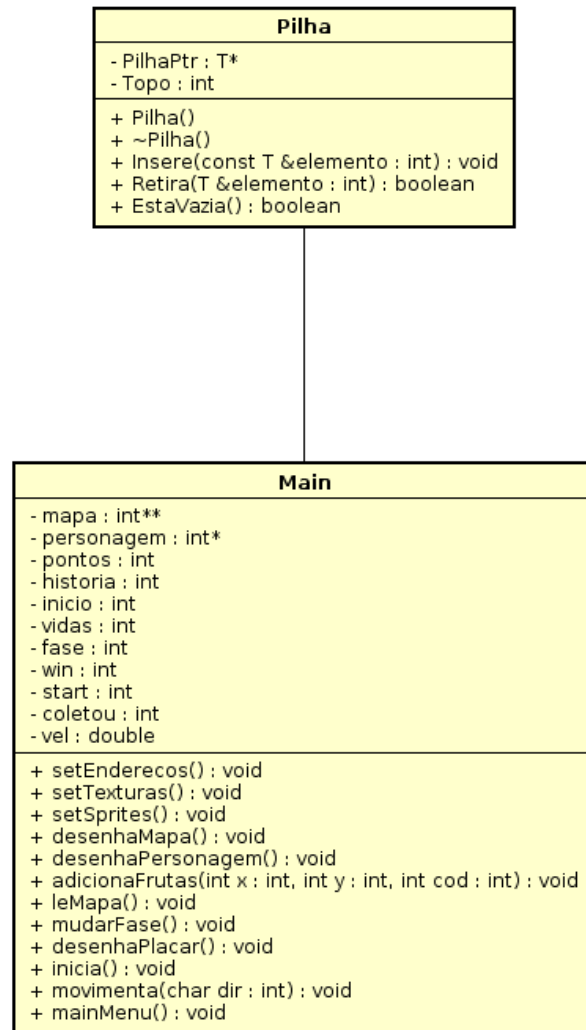 Pilha
- PilhaPtr : T*
- Topo : int
+ Pilha()
+ ~Pilha()
+ Insere(const T &elemento : int) : void
+ Retira(T &elemento : int) : boolean
+ EstaVazia() : boolean
Main
- mapa : int**
- personagem : int*
- pontos : int
- historia : int
- inicio : int
- vidas : int
- fase : int
- win : int
- start : int
- coletou : int
- vel : double
+ setEnderecos() : void
+ setTexturas() : void
+ setSprites() : void
+ desenhaMapa() : void
+ desenhaPersonagem() : void
+ adicionaFrutas(int x : int, int y : int, int cod : int) : void
+ leMapa() : void
+ mudarFase() : void
+ desenhaPlacar() : void
+ inicia() : void
+ movimenta(char dir : int) : void
+ mainMenu() : void